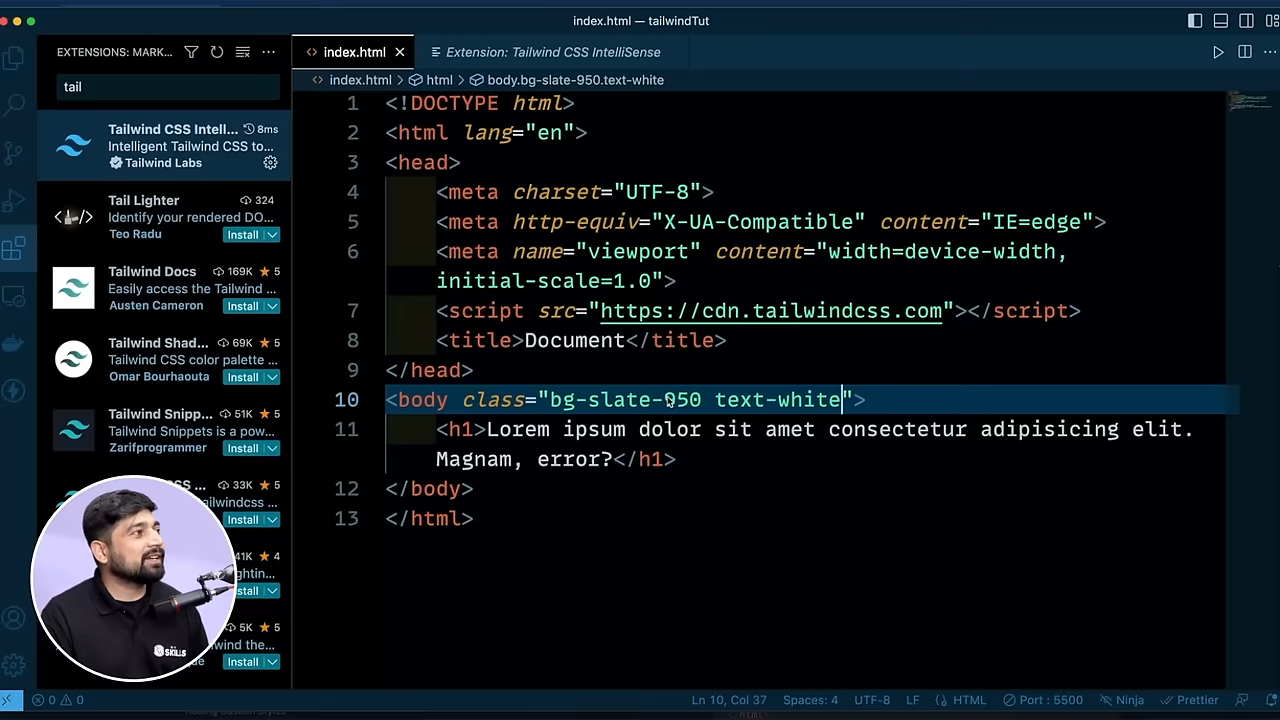 index.html — tailwindTut
EXTENSIONS: MARK...
tail
Tailwind CSS Intell... 8ms
Intelligent Tailwind CSS to...
Tailwind Labs
Tail Lighter 324
Identify your rendered DO...
Teo Radu Install
Tailwind Docs 169K ★ 5
Easily access the Tailwind ...
Austen Cameron Install
Tailwind Shad... 69K ★ 5
Tailwind CSS color palette ...
Omar Bourhaouta Install
Tailwind Snipp... 51K ★ 5
Tailwind Snippets is a pow...
Zarifprogrammer Install
33K ★ 5
ailwindcss ...
Install
41K ★ 4
5K ★ 5
wind the...
Install
SKILLS
index.html
Extension: Tailwind CSS IntelliSense
index.html > html > body.bg-slate-950.text-white
1 <!DOCTYPE html>
2 <html lang="en">
3 <head>
4 <meta charset="UTF-8">
5 <meta http-equiv="X-UA-Compatible" content="IE=edge">
6 <meta name="viewport" content="width=device-width,
initial-scale=1.0">
7 <script src="https://cdn.tailwindcss.com"></script>
8 <title>Document</title>
9 </head>
10 <body class="bg-slate-950 text-white">
11 <h1>Lorem ipsum dolor sit amet consectetur adipisicing elit.
Magnam, error?</h1>
12 </body>
13 </html>
0 0
Ln 10, Col 37 Spaces: 4 UTF-8 LF HTML Port : 5500 Ninja Prettier